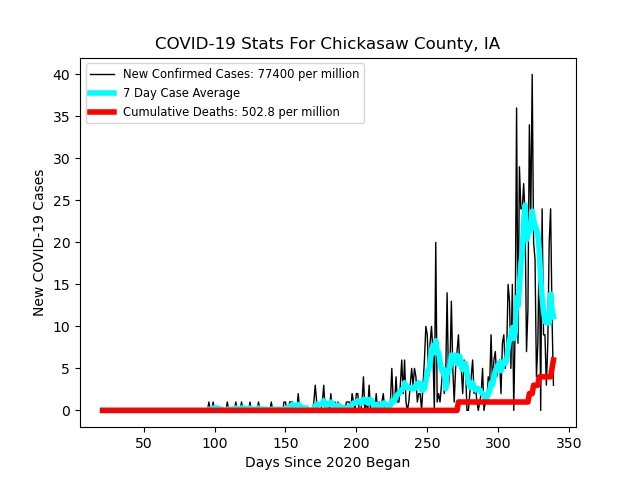 COVID-19 Stats For Chickasaw County, IA
New Confirmed Cases: 77400 per million
7 Day Case Average
Cumulative Deaths: 502.8 per million
New COVID-19 Cases
40
35
30
25
20
15
10
5
0
50 100 150 200 250 300 350
Days Since 2020 Began